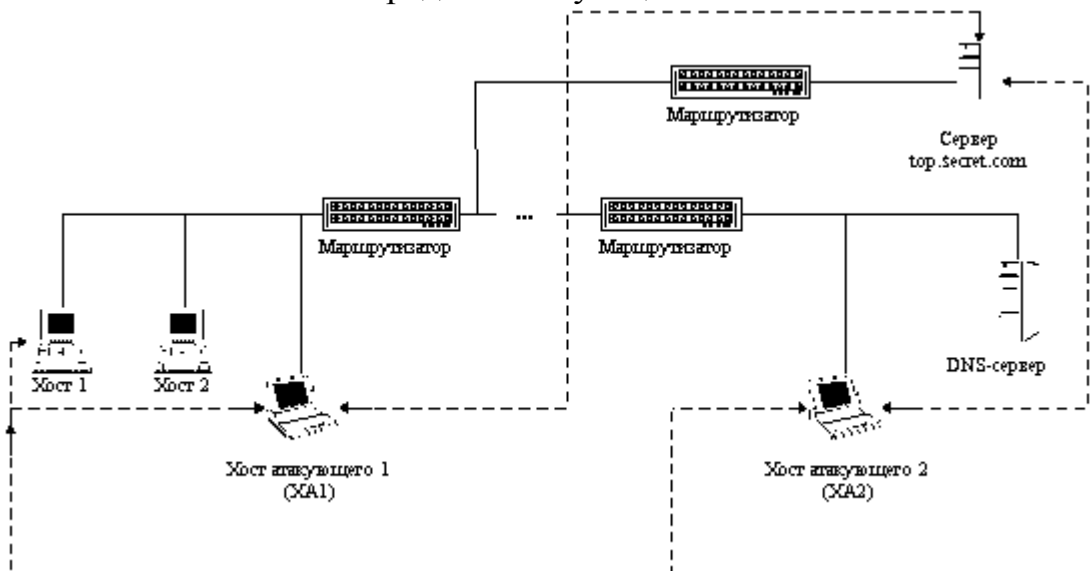 Маршрутизатор
Сервер
top.secret.com
Маршрутизатор
...
Маршрутизатор
Хост 1
Хост 2
DNS-сервер
Хост атакующего 1
(ХА1)
Хост атакующего 2
(ХА2)